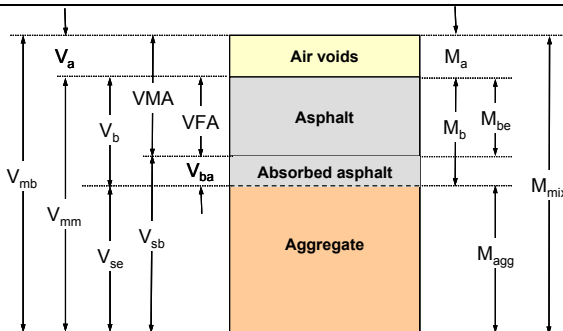 Va
Air voids
Ma
VMA
Vb
VFA
Asphalt
Mb
Mbe
Vmb
Vmm
Vba
Absorbed asphalt
Mmix
Vse
Vsb
Aggregate
Magg